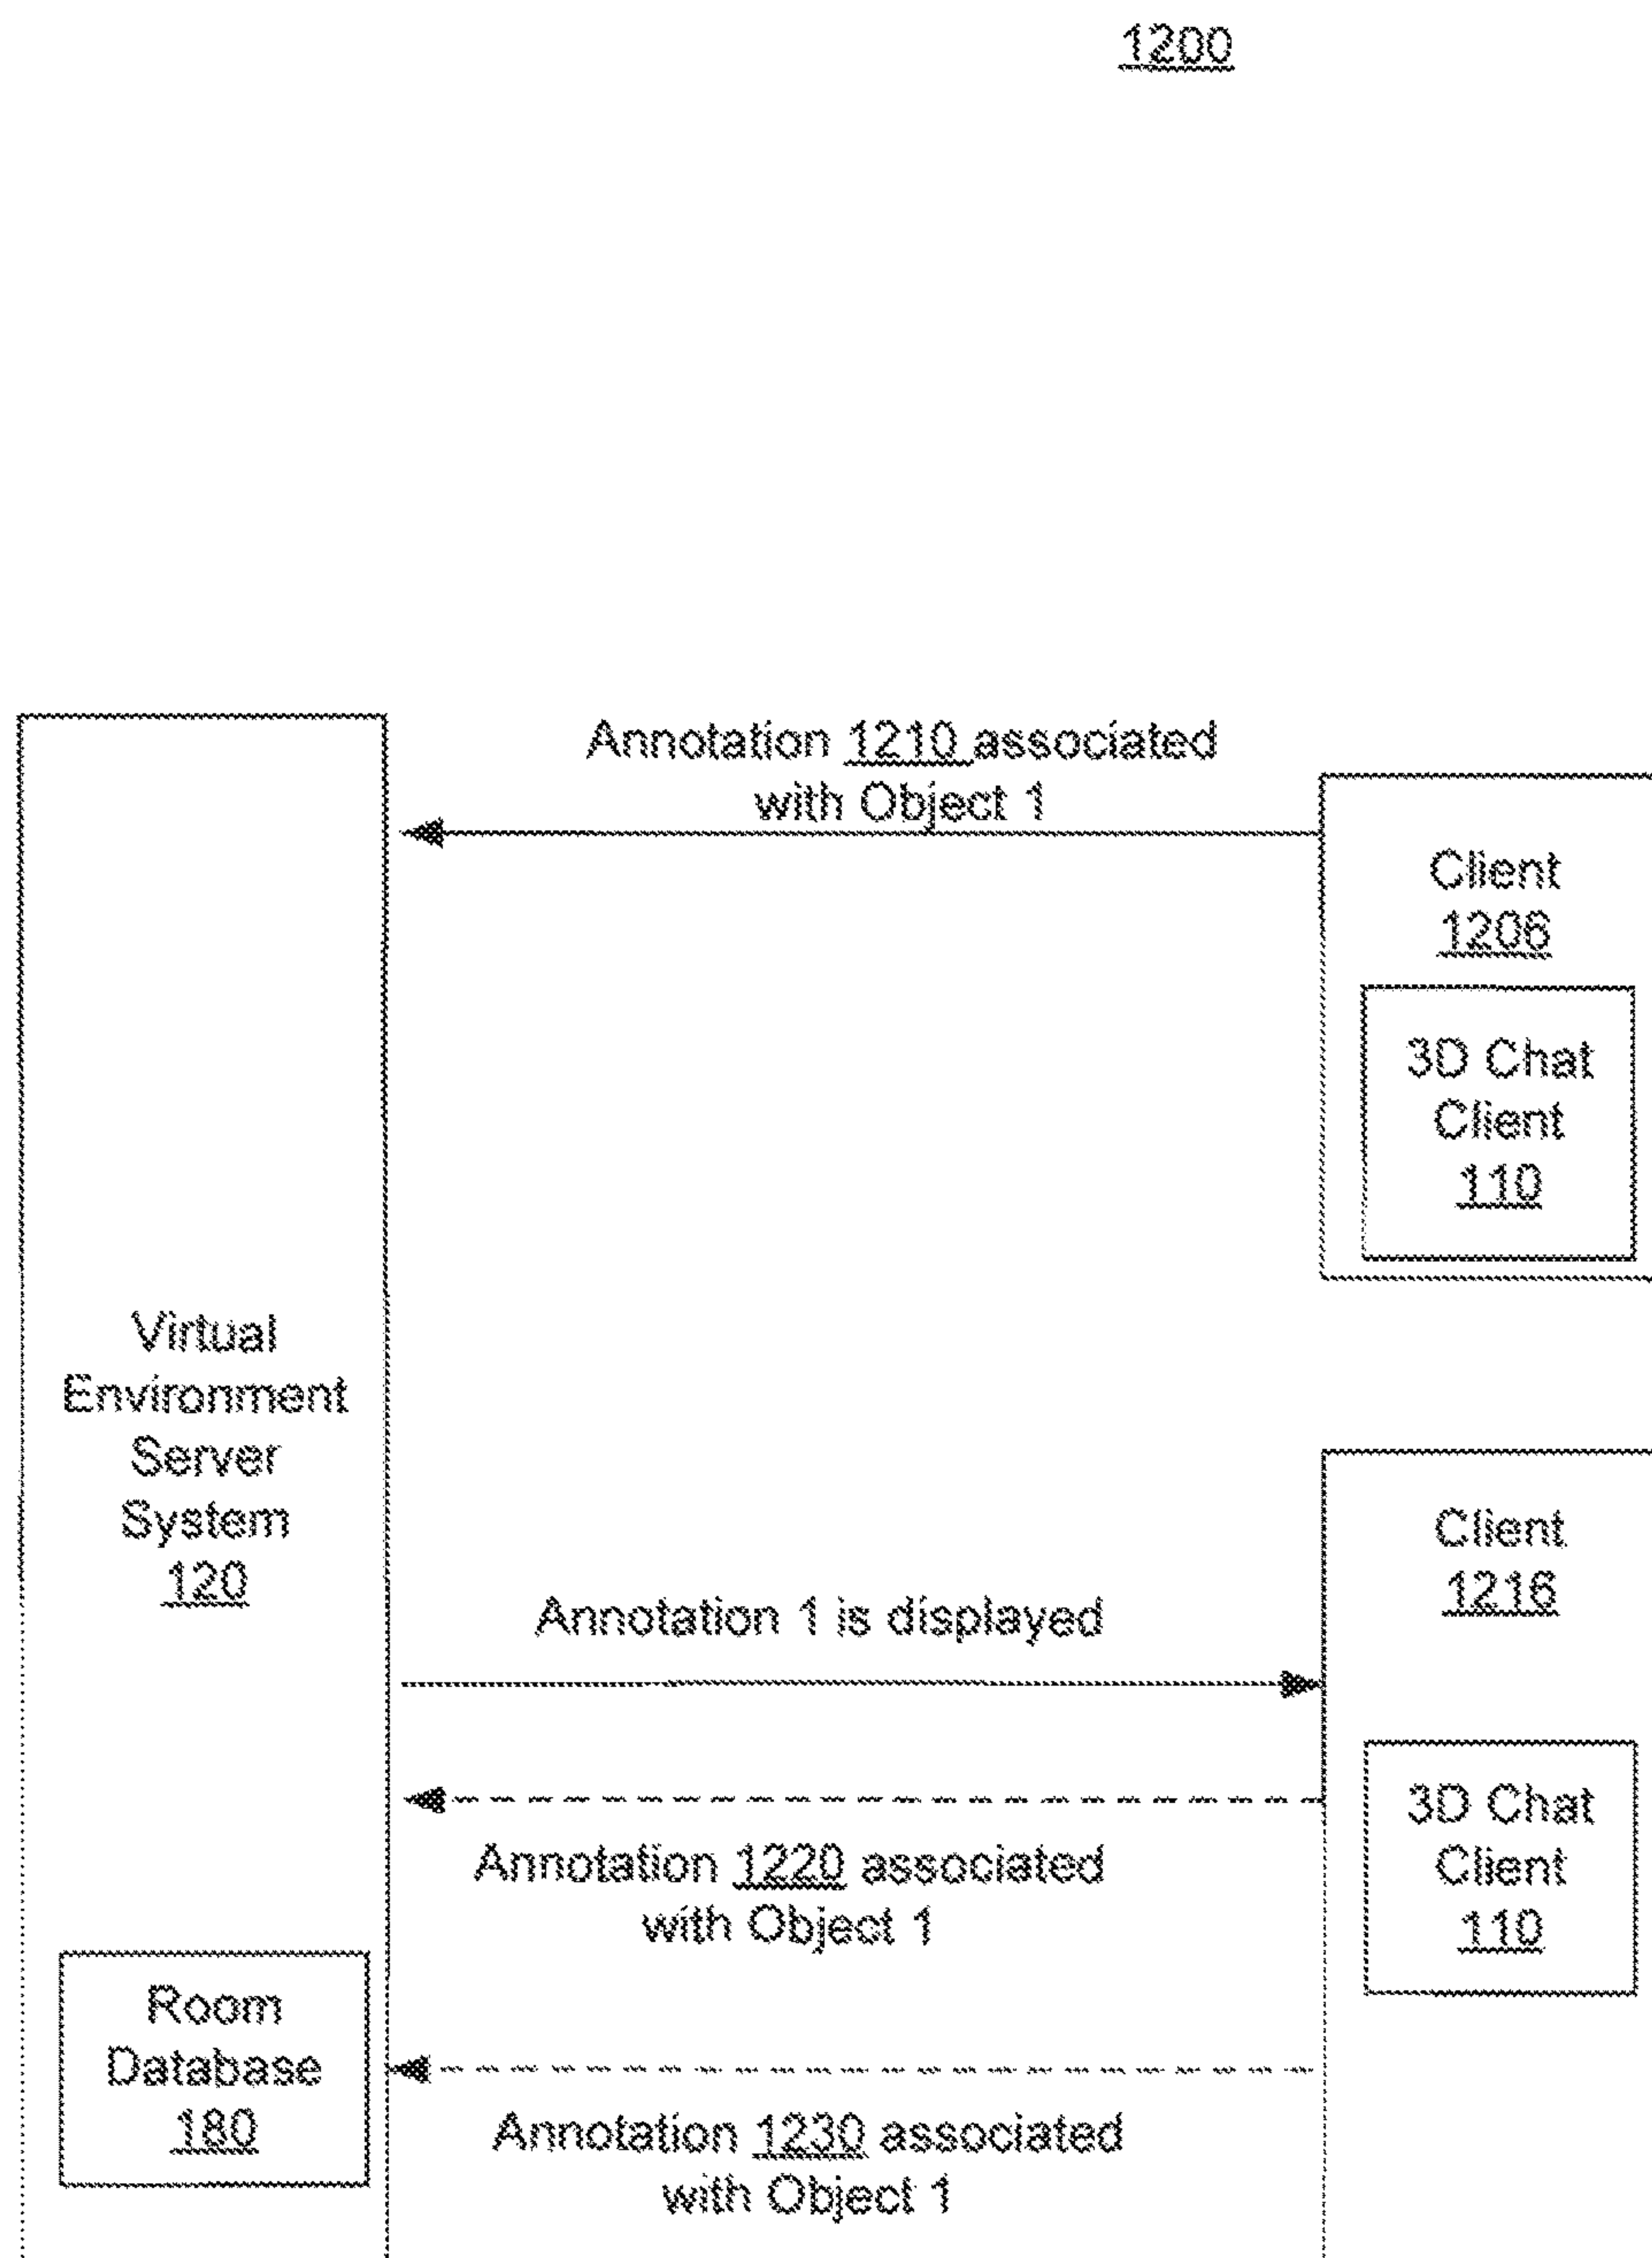 1200
Annotation 1210 associated
with Object 1
Client
1206
3D Chat
Client
110
Virtual
Environment
Server
System
120
Client
1216
Annotation 1 is displayed
3D Chat
Client
110
Annotation 1220 associated
with Object 1
Room
Database
180
Annotation 1230 associated
with Object 1